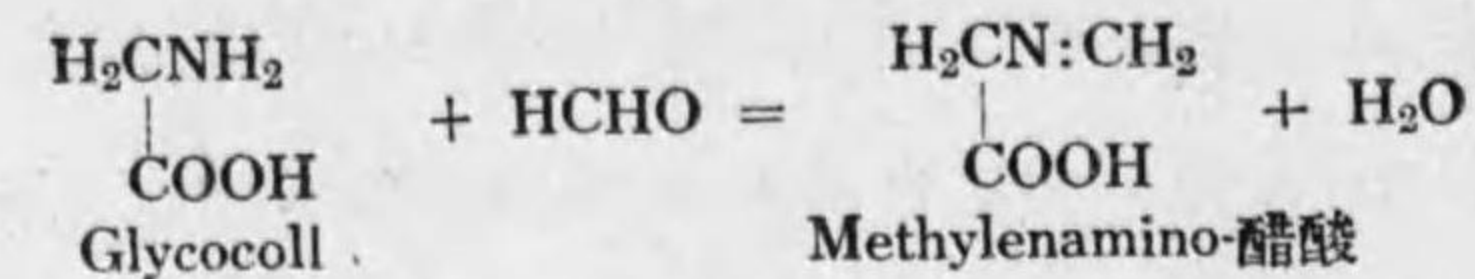 H₂CNH₂ H₂CN:CH₂
+ HCHO = + H₂O
COOH COOH
Glycocoll Methylenamino-醋酸